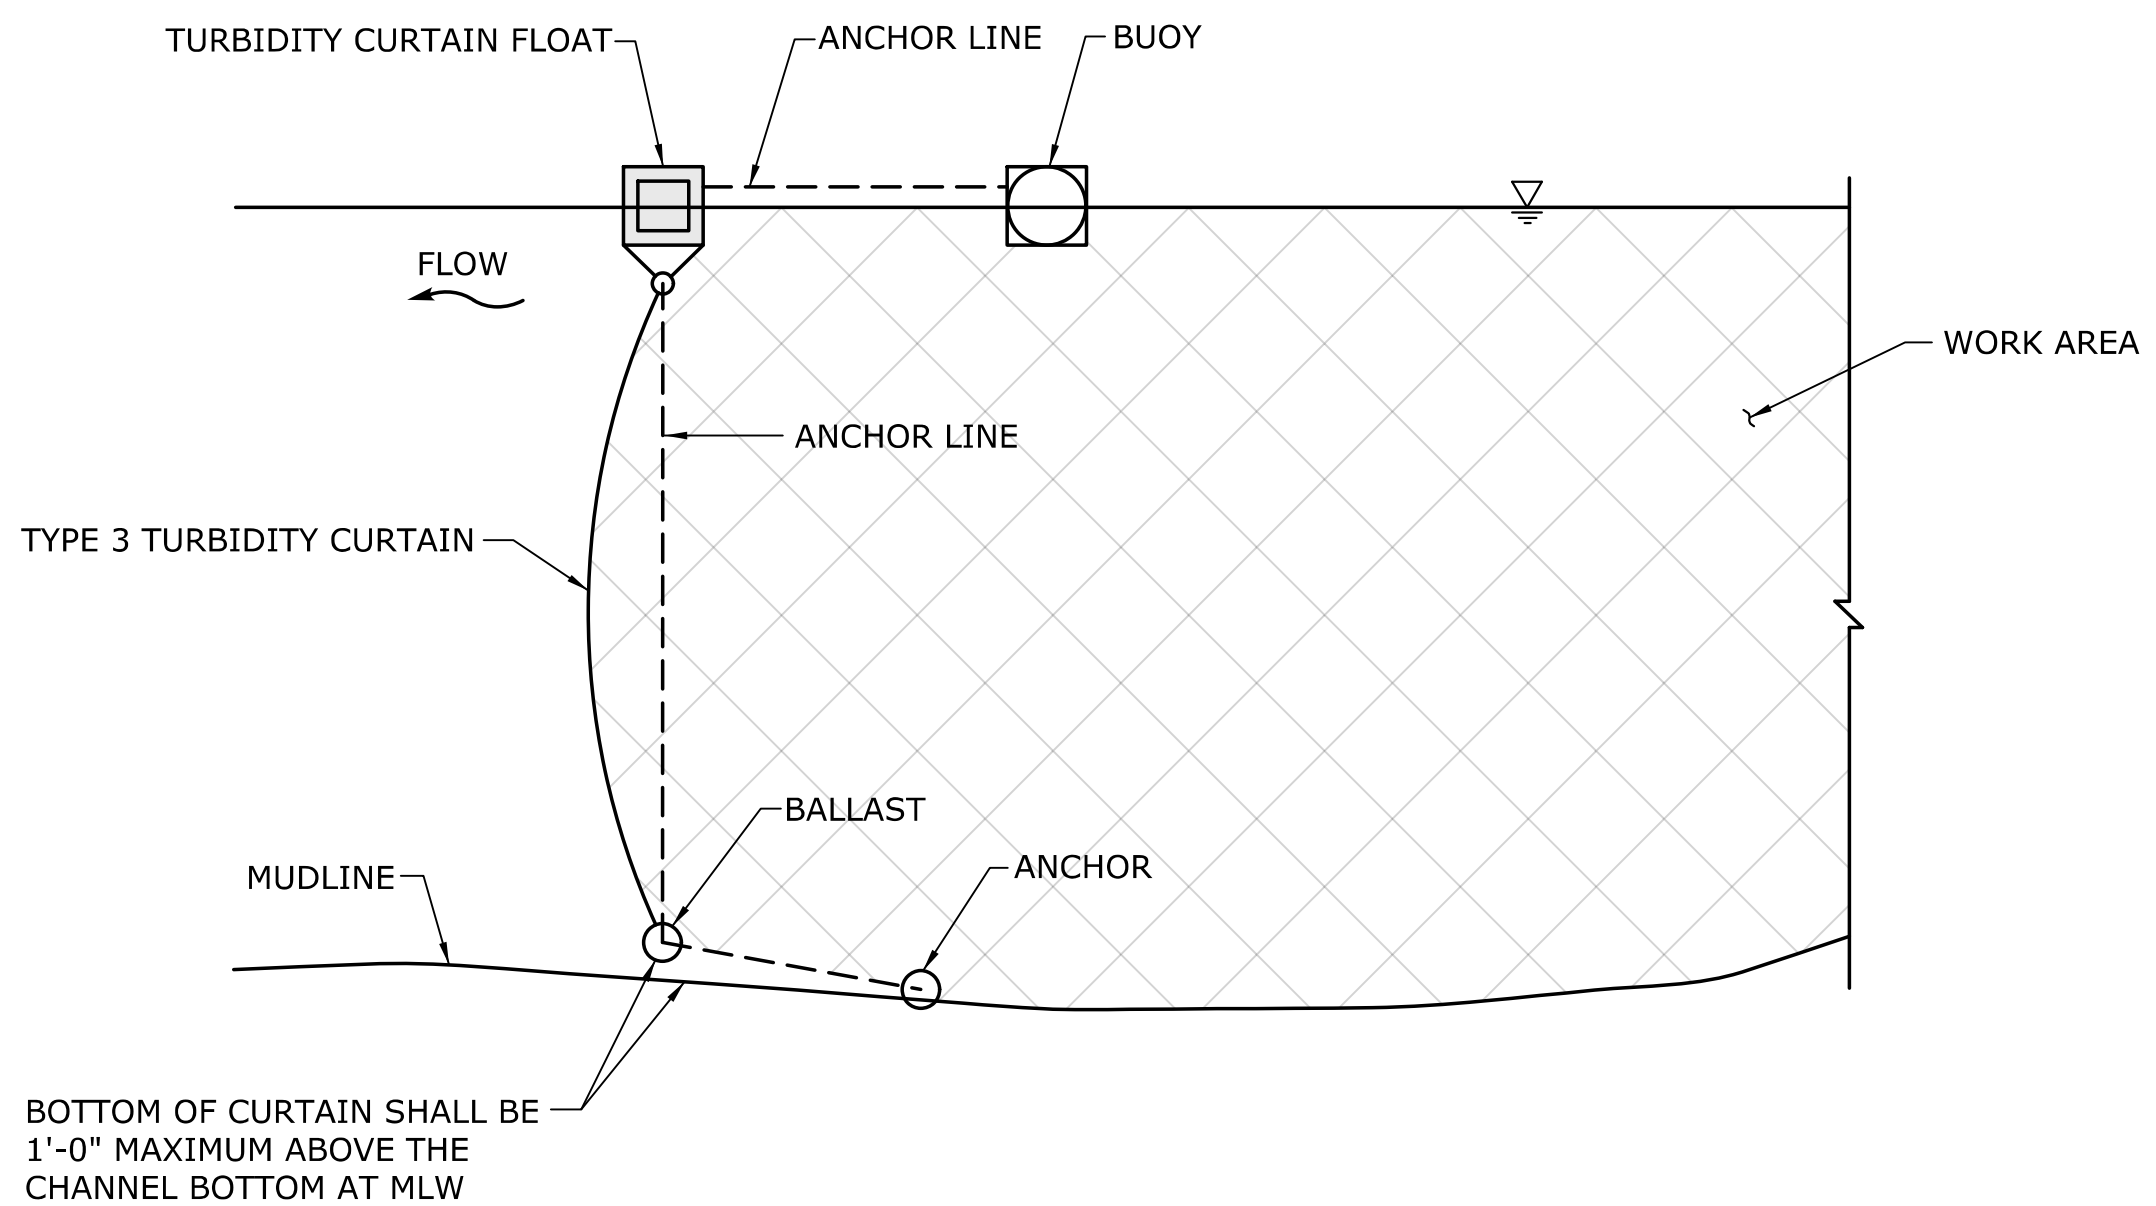 TURBIDITY CURTAIN FLOAT
ANCHOR LINE
BUOY
FLOW
WORK AREA
ANCHOR LINE
TYPE 3 TURBIDITY CURTAIN
BALLAST
ANCHOR
MUDLINE
BOTTOM OF CURTAIN SHALL BE
1'-0" MAXIMUM ABOVE THE
CHANNEL BOTTOM AT MLW